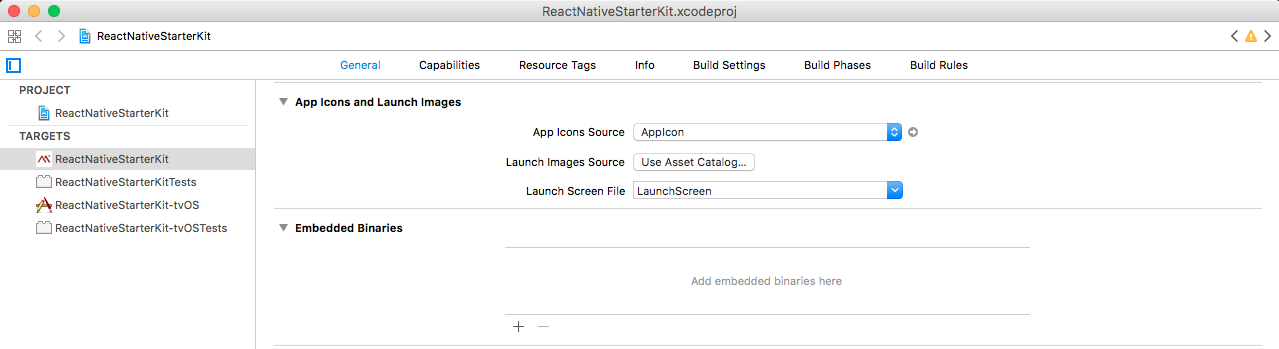 ReactNativeStarterKit.xcodeproj
ReactNativeStarterKit
General Capabilities Resource Tags Info Build Settings Build Phases Build Rules
PROJECT
ReactNativeStarterKit
TARGETS
ReactNativeStarterKit
ReactNativeStarterKitTests
ReactNativeStarterKit-tvOS
ReactNativeStarterKit-tvOSTests
App Icons and Launch Images
App Icons Source AppIcon
Launch Images Source Use Asset Catalog...
Launch Screen File LaunchScreen
Embedded Binaries
Add embedded binaries here